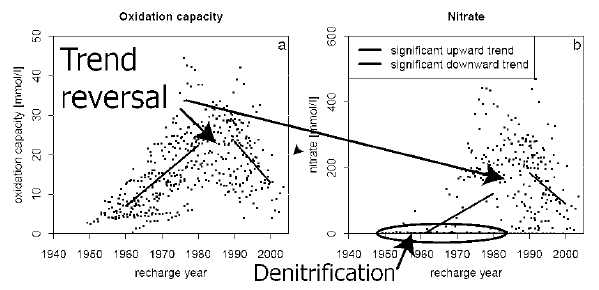 Oxidation capacity
a
Trend
reversal
oxidation capacity [mmol/l]
60
50
40
30
20
10
0
1940 1950 1960 1970 1980 1990 2000
recharge year
Nitrate
b
significant upward trend
significant downward trend
nitrate [mmol/l]
600
400
200
0
1940 1950 1960 1970 1980 1990 2000
recharge year
Denitrification